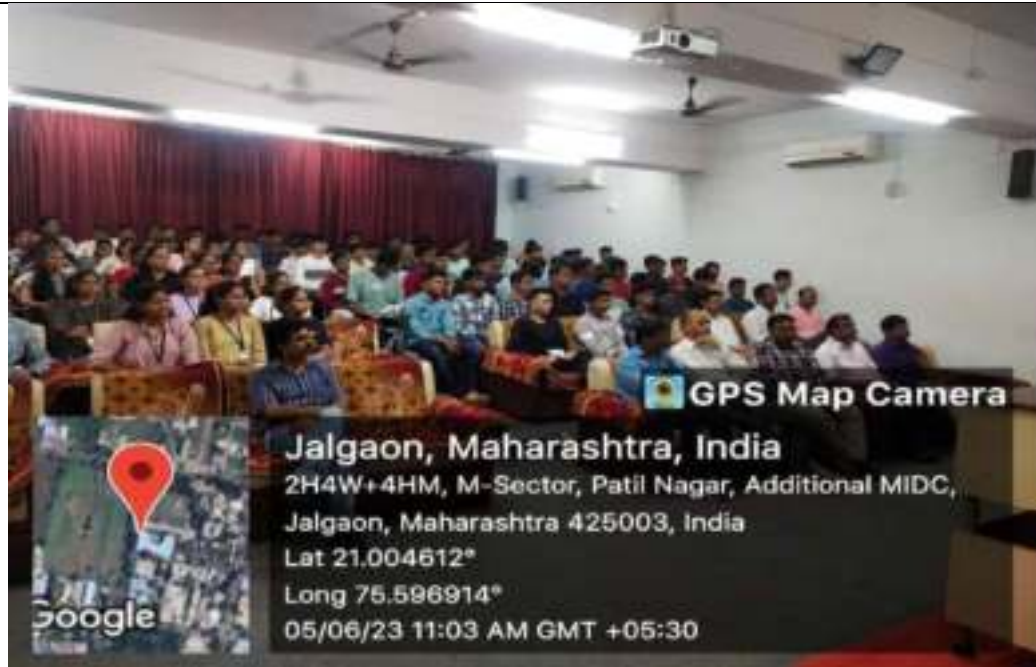 GPS Map Camera
Jalgaon, Maharashtra, India
2H4W+4HM, M-Sector, Patil Nagar, Additional MIDC,
Jalgaon, Maharashtra 425003, India
Lat 21.004612°
Long 75.596914°
05/06/23 11:03 AM GMT +05:30
Google